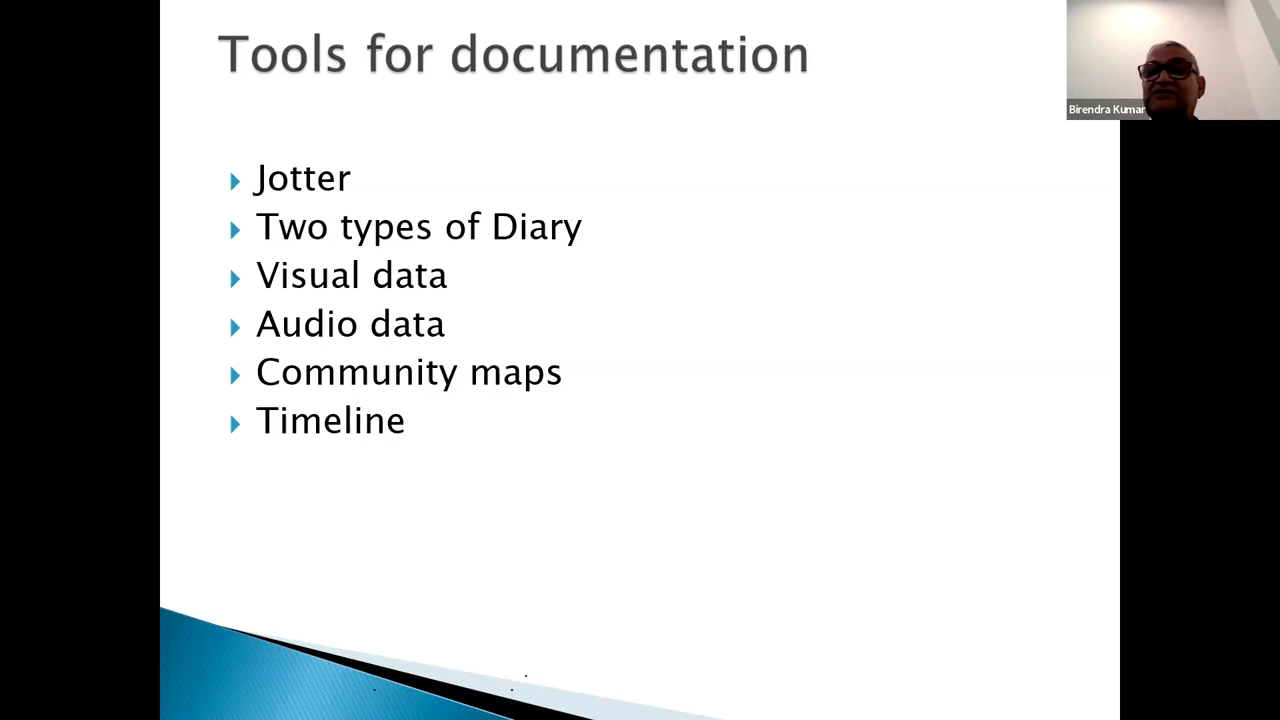 Tools for documentation
Birendra Kumar
Jotter
Two types of Diary
Visual data
Audio data
Community maps
Timeline